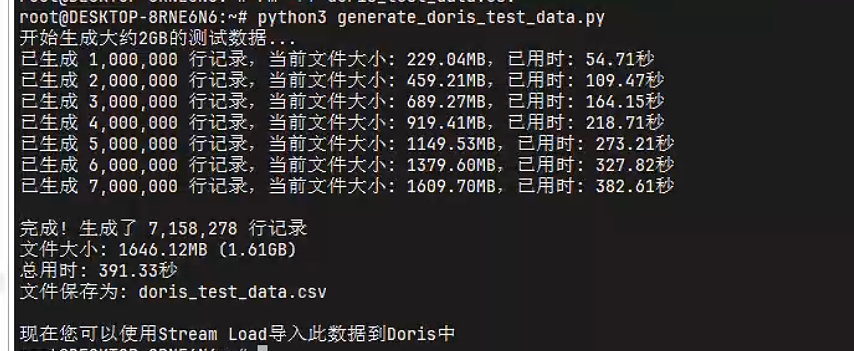 root@DESKTOP-8RNE6N6:~# python3 generate_doris_test_data.py
开始生成大约2GB的测试数据...
已生成 1,000,000 行记录，当前文件大小: 229.04MB，已用时: 54.71秒
已生成 2,000,000 行记录，当前文件大小: 459.21MB，已用时: 109.47秒
已生成 3,000,000 行记录，当前文件大小: 689.27MB，已用时: 164.15秒
已生成 4,000,000 行记录，当前文件大小: 919.41MB，已用时: 218.71秒
已生成 5,000,000 行记录，当前文件大小: 1149.53MB，已用时: 273.21秒
已生成 6,000,000 行记录，当前文件大小: 1379.60MB，已用时: 327.82秒
已生成 7,000,000 行记录，当前文件大小: 1609.70MB，已用时: 382.61秒
完成! 生成了 7,158,278 行记录
文件大小: 1646.12MB (1.61GB)
总用时: 391.33秒
文件保存为: doris_test_data.csv
现在您可以使用Stream Load导入此数据到Doris中
root@DESKTOP-8RNE6N6:~#